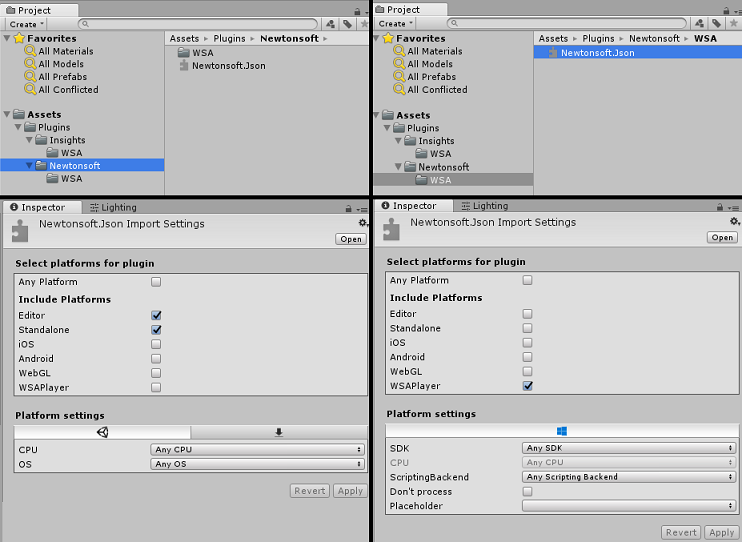 Project
Create
Favorites
All Materials
All Models
All Prefabs
All Conflicted
Assets
Plugins
Insights
WSA
Newtonsoft
WSA
Assets Plugins Newtonsoft
WSA
Newtonsoft.Json
Project
Create
Favorites
All Materials
All Models
All Prefabs
All Conflicted
Assets
Plugins
Insights
WSA
Newtonsoft
WSA
Assets Plugins Newtonsoft WSA
Newtonsoft.Json
Inspector Lighting
Newtonsoft.Json Import Settings
Open
Select platforms for plugin
Any Platform
Include Platforms
Editor
Standalone
iOS
Android
WebGL
WSAPlayer
Platform settings
CPU Any CPU
OS Any OS
Revert Apply
Inspector Lighting
Newtonsoft.Json Import Settings
Open
Select platforms for plugin
Any Platform
Include Platforms
Editor
Standalone
iOS
Android
WebGL
WSAPlayer
Platform settings
SDK Any SDK
CPU Any CPU
ScriptingBackend Any Scripting Backend
Don't process
Placeholder
Revert Apply